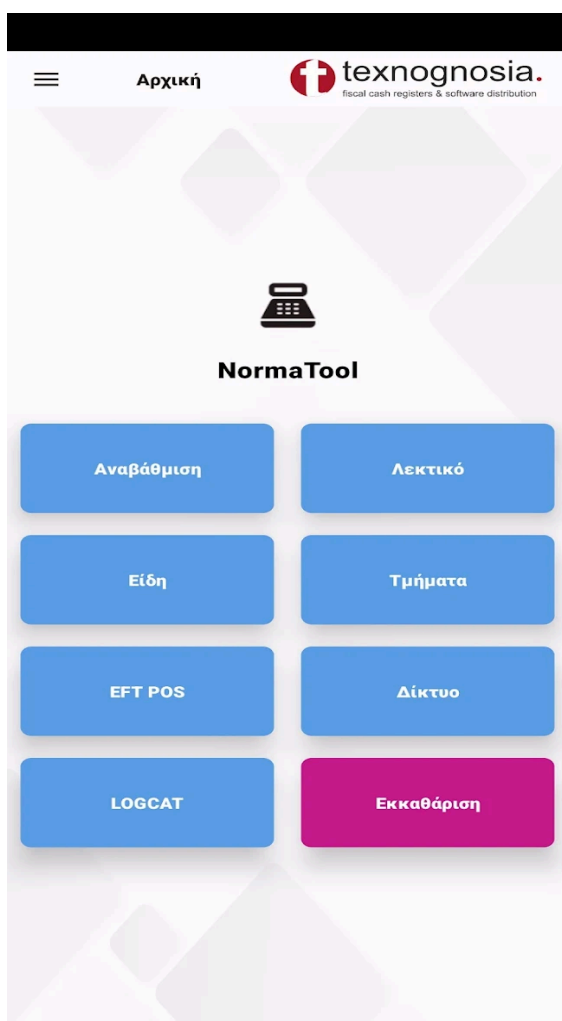 Αρχική
texnognosia.
fiscal cash registers & software distribution
NormaTool
Αναβάθμιση
Λεκτικό
Είδη
Τμήματα
EFT POS
Δίκτυο
LOGCAT
Εκκαθάριση